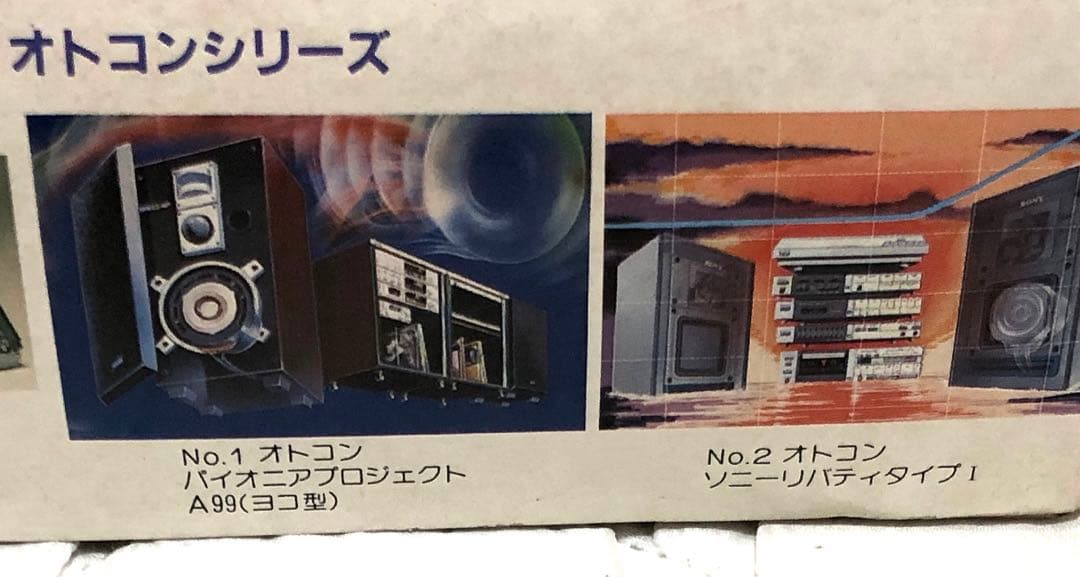 オトコンシリーズ
SONY
SONY
No.1 オトコン
パイオニアプロジェクト
A99(ヨコ型)
No.2 オトコン
ソニーリバティタイプI